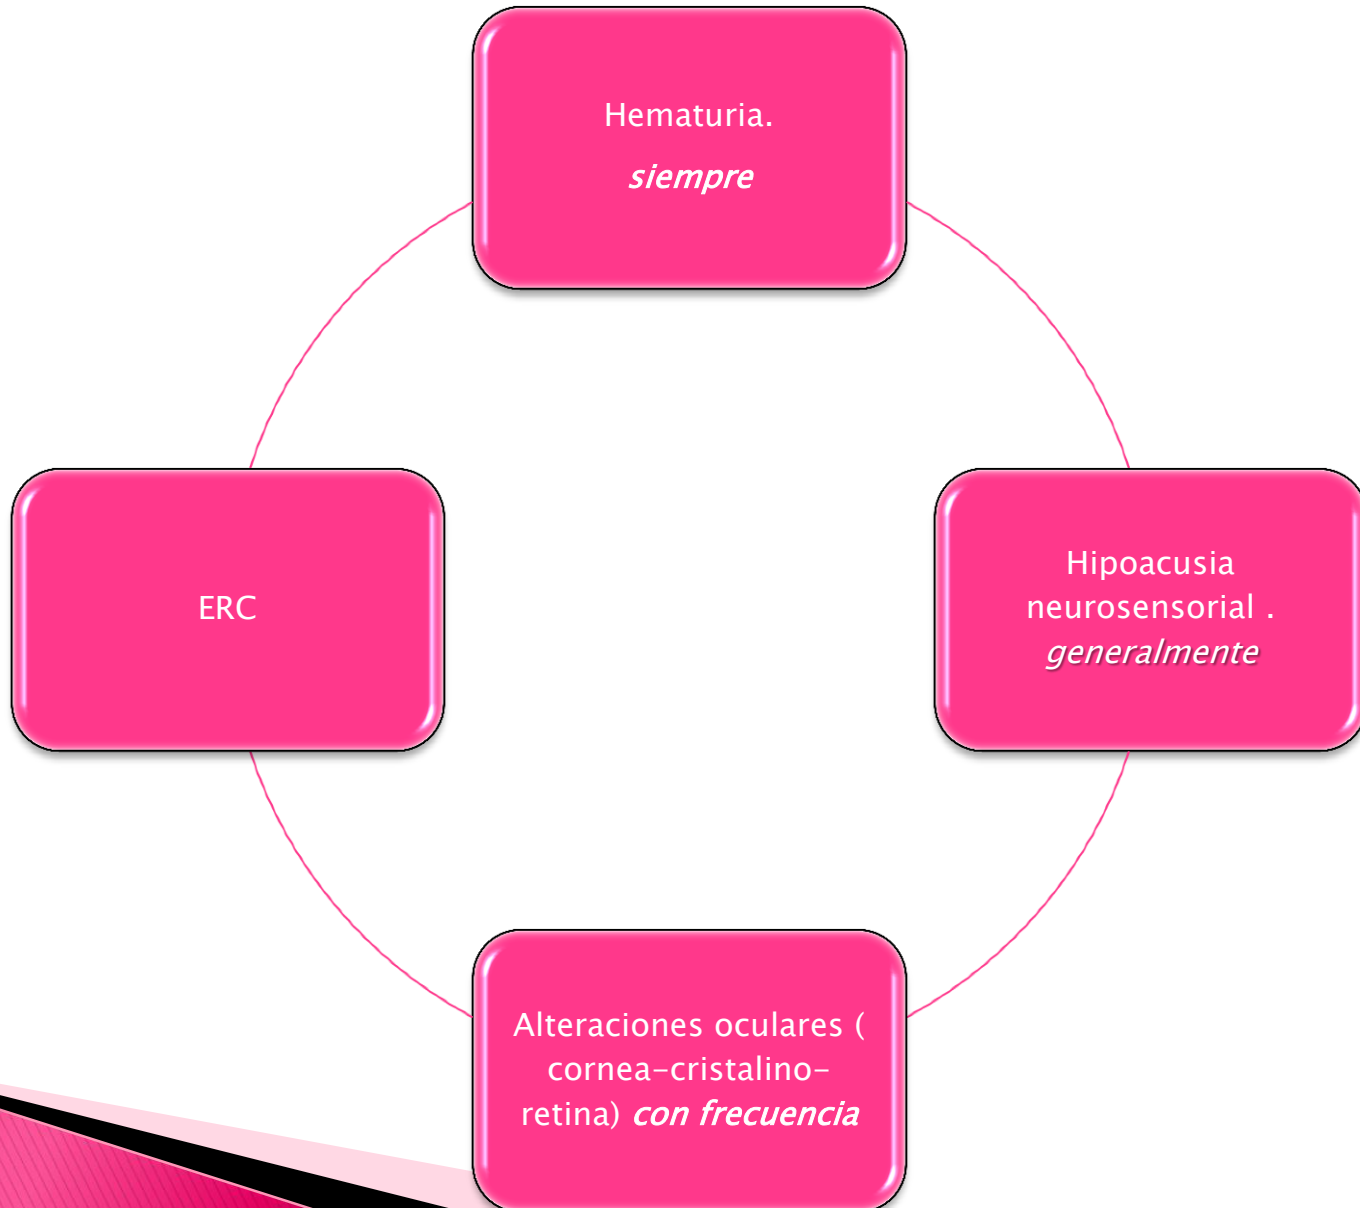 Hematuria.
siempre
Hipoacusia
neurosensorial .
generalmente
Alteraciones oculares (
cornea-cristalino-
retina) con frecuencia
ERC